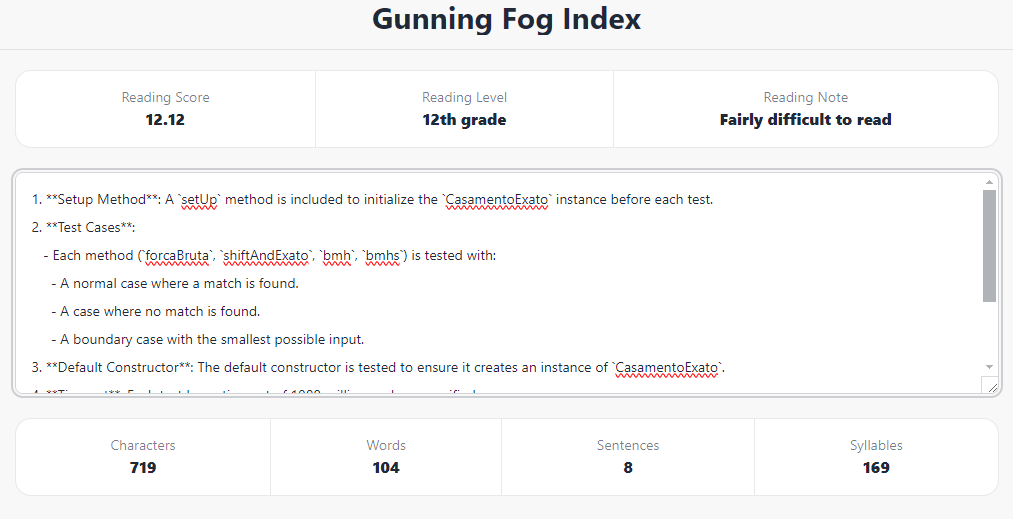 Gunning Fog Index
Reading Score
12.12
Reading Level
12th grade
Reading Note
Fairly difficult to read
1. **Setup Method**: A `setUp` method is included to initialize the `CasamentoExato` instance before each test.
2. **Test Cases**:
- Each method (`forcaBruta`, `shiftAndExato`, `bmh`, `bmhs`) is tested with:
- A normal case where a match is found.
- A case where no match is found.
- A boundary case with the smallest possible input.
3. **Default Constructor**: The default constructor is tested to ensure it creates an instance of `CasamentoExato`.
Characters
719
Words
104
Sentences
8
Syllables
169